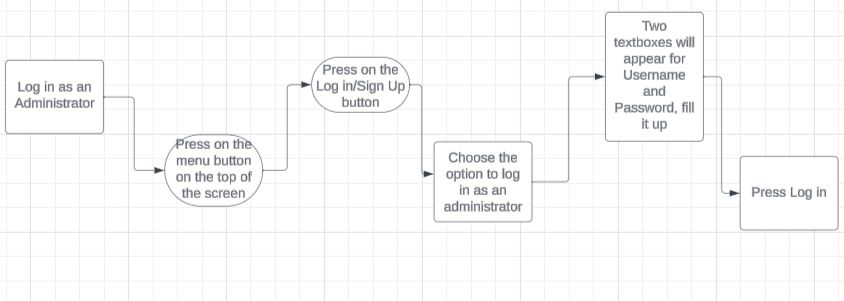 Log in as an
Administrator
Press on the
menu button
on the top of
the screen
Press on the
Log in/Sign Up
button
Choose the
option to log
in as an
administrator
Two
textboxes will
appear for
Username
and
Password, fill
it up
Press Log in